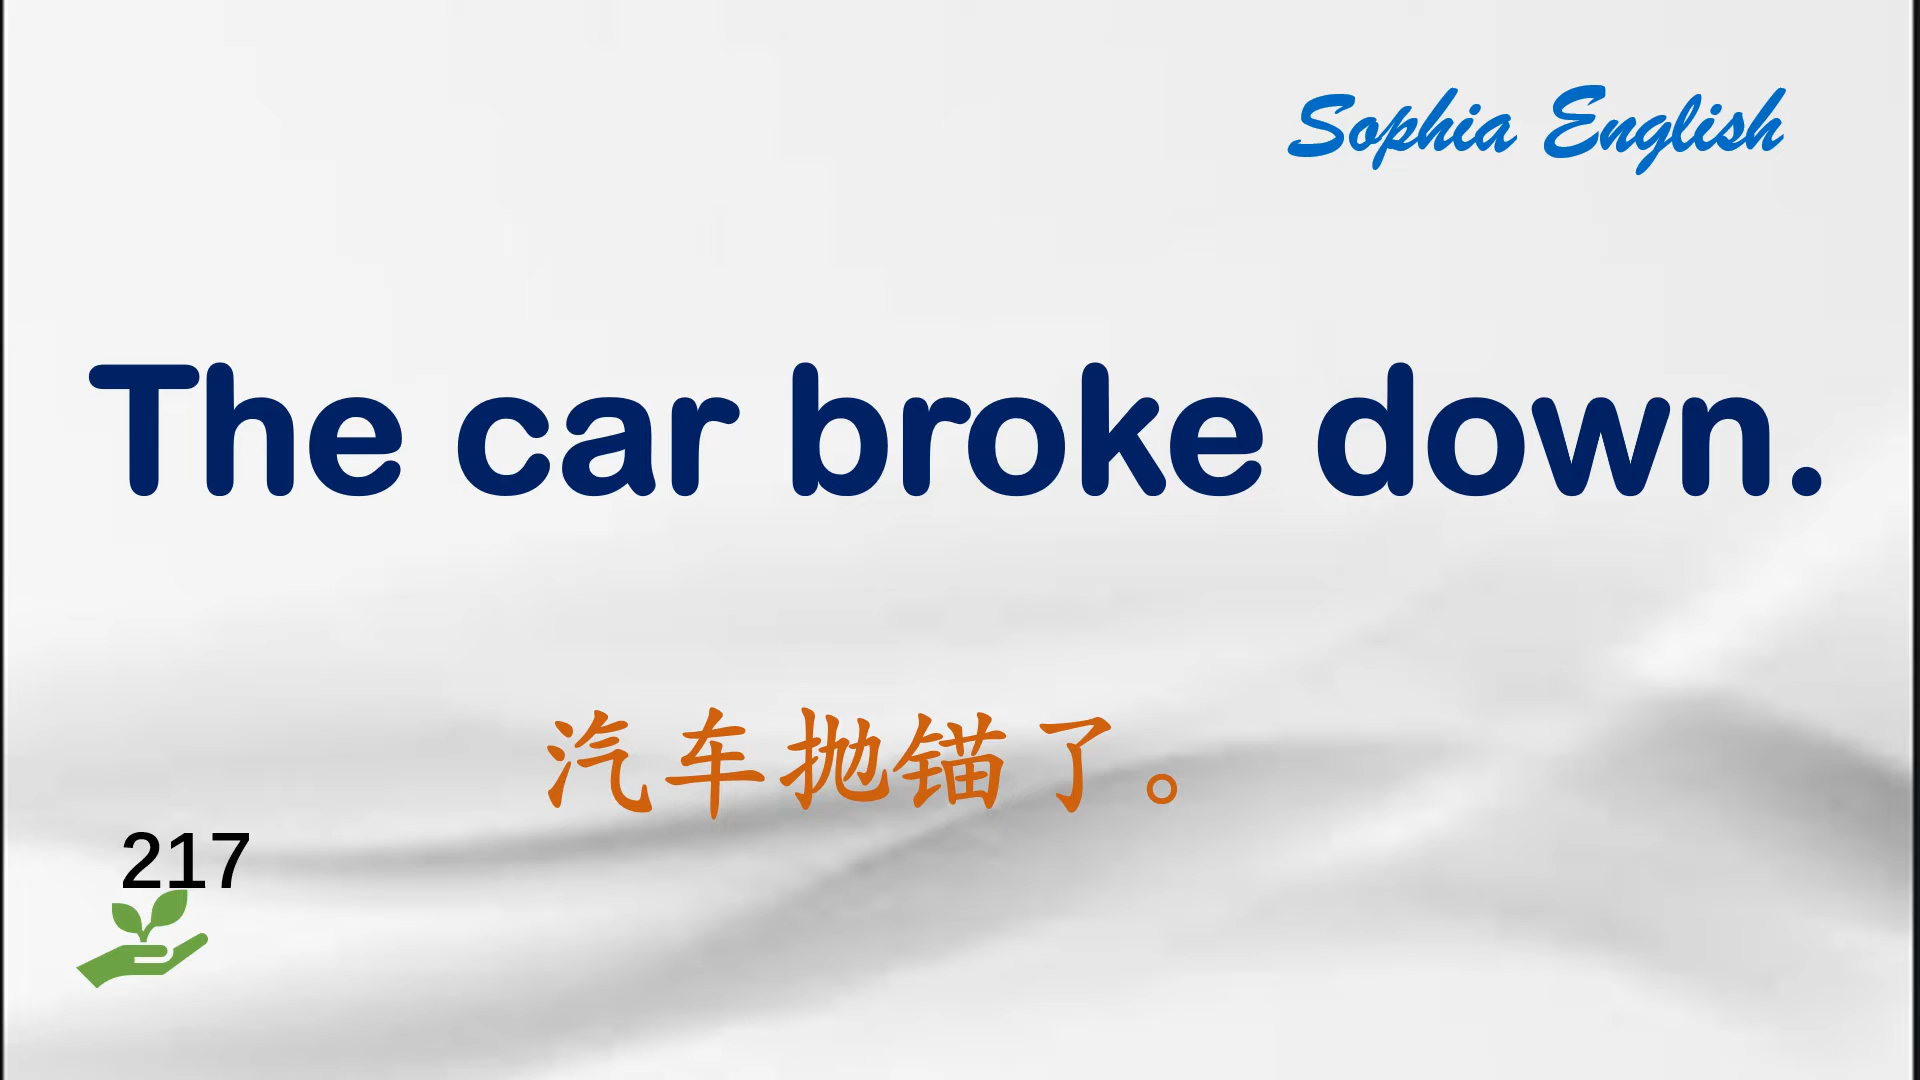 Sophia English
The car broke down.
汽车抛锚了。
217